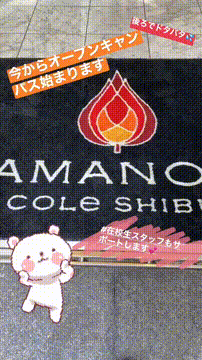 後ろでドタバタ
今からオープンキャン
パス始まります
AMANO
COLE SHIBU
#在校生スタッフもサ
ポートします